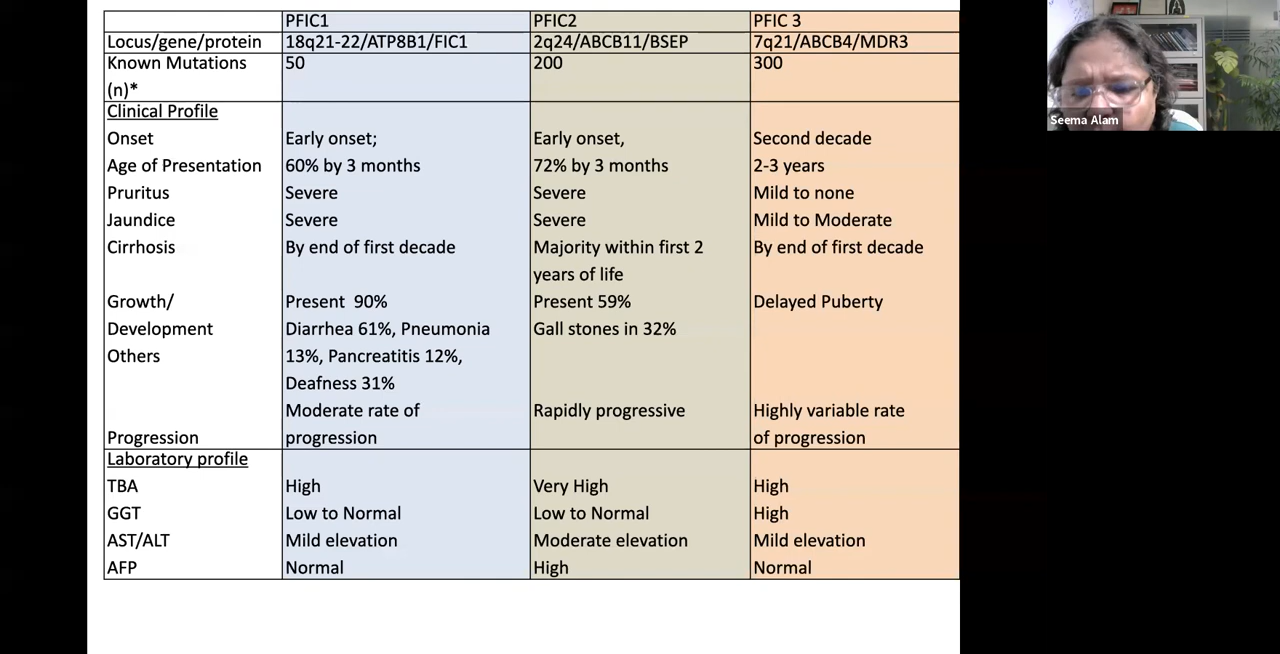 PFIC1 PFIC2 PFIC 3
Locus/gene/protein 18q21-22/ATP8B1/FIC1 2q24/ABCB11/BSEP 7q21/ABCB4/MDR3
Known Mutations 50 200 300
(n)*
Clinical Profile
Onset Early onset; Early onset, Second decade
Age of Presentation 60% by 3 months 72% by 3 months 2-3 years
Pruritus Severe Severe Mild to none
Jaundice Severe Severe Mild to Moderate
Cirrhosis By end of first decade Majority within first 2 By end of first decade
years of life
Growth/ Present 90% Present 59% Delayed Puberty
Development Diarrhea 61%, Pneumonia Gall stones in 32%
Others 13%, Pancreatitis 12%,
Deafness 31%
Moderate rate of Rapidly progressive Highly variable rate
Progression progression of progression
Laboratory profile
TBA High Very High High
GGT Low to Normal Low to Normal High
AST/ALT Mild elevation Moderate elevation Mild elevation
AFP Normal High Normal
Seema Alam